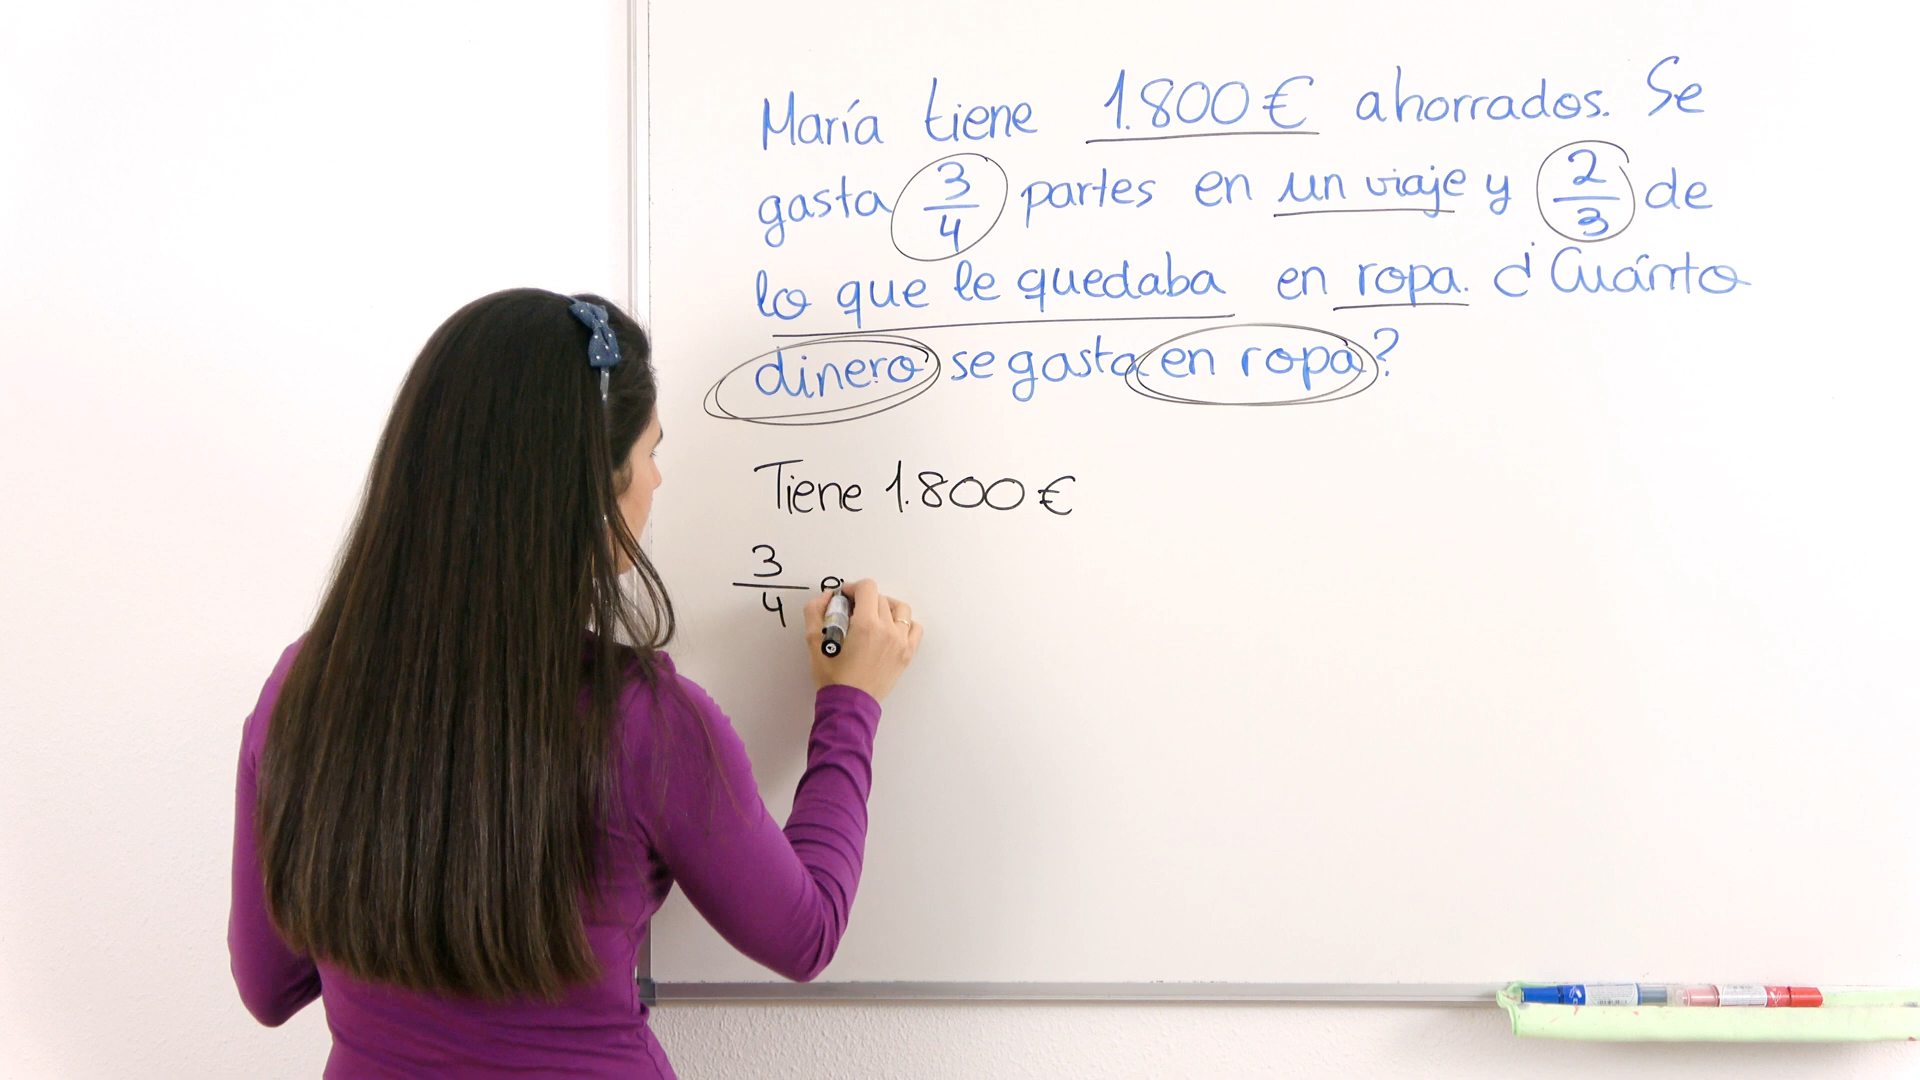 María tiene 1.800 € ahorrados. Se
gasta 3/4 partes en un viaje y 2/3 de
lo que le quedaba en ropa. ¿Cuánto
dinero se gasta en ropa?
Tiene 1.800 €
3/4